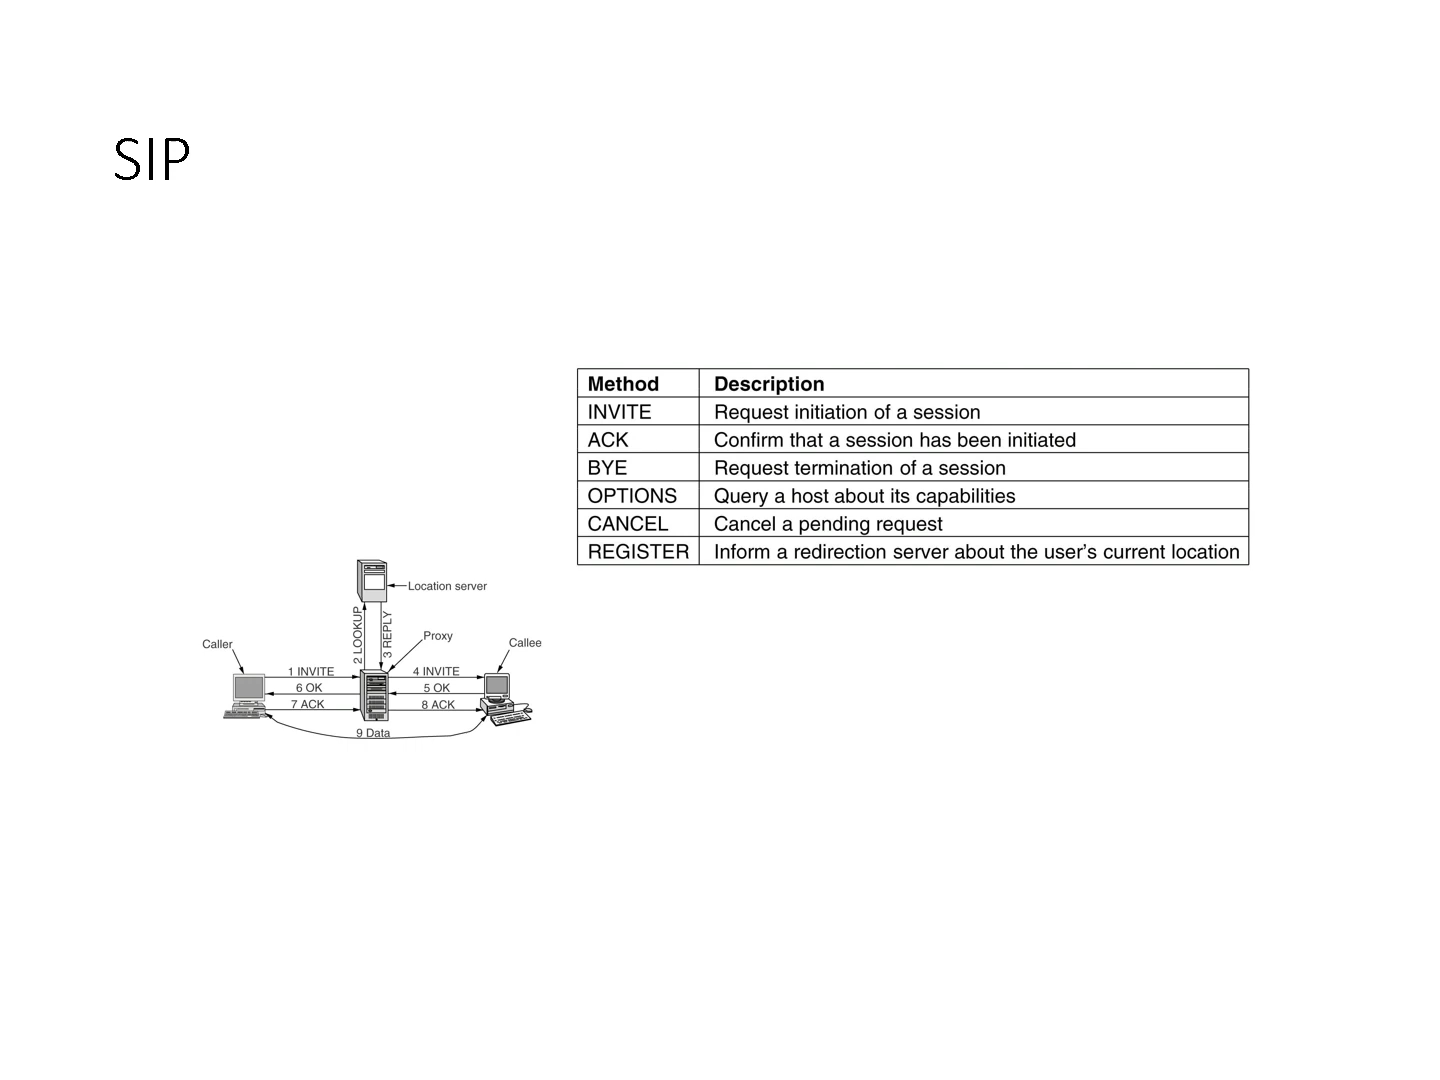 SIP
Method Description
INVITE Request initiation of a session
ACK Confirm that a session has been initiated
BYE Request termination of a session
OPTIONS Query a host about its capabilities
CANCEL Cancel a pending request
REGISTER Inform a redirection server about the user's current location
Location server
2 LOOKUP
3 REPLY
Proxy
Caller
Callee
1 INVITE
4 INVITE
6 OK
5 OK
7 ACK
8 ACK
9 Data